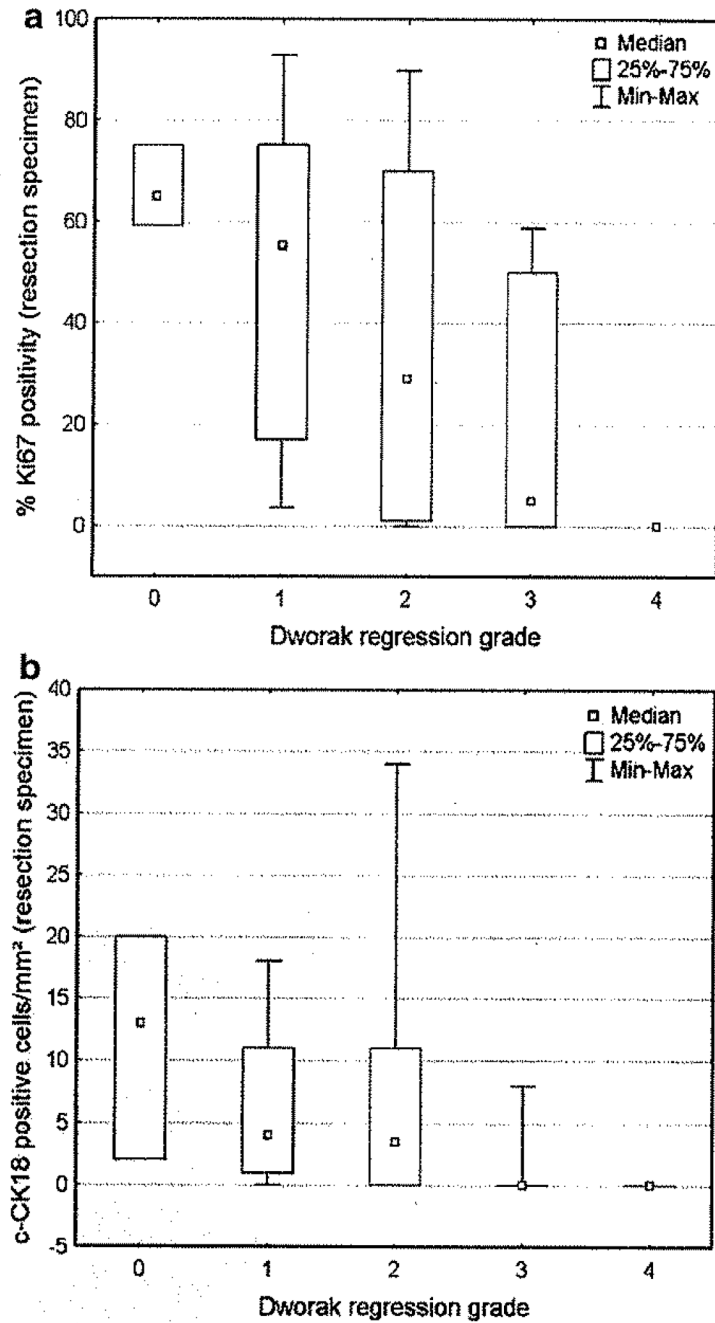 a
100
80
60
40
20
0
% Ki67 positivity (resection specimen)
Median
25%-75%
Min-Max
0 1 2 3 4
Dworak regression grade
b
40
35
30
25
20
15
10
5
0
-5
c-CK18 positive cells/mm² (resection specimen)
Median
25%-75%
Min-Max
0 1 2 3 4
Dworak regression grade